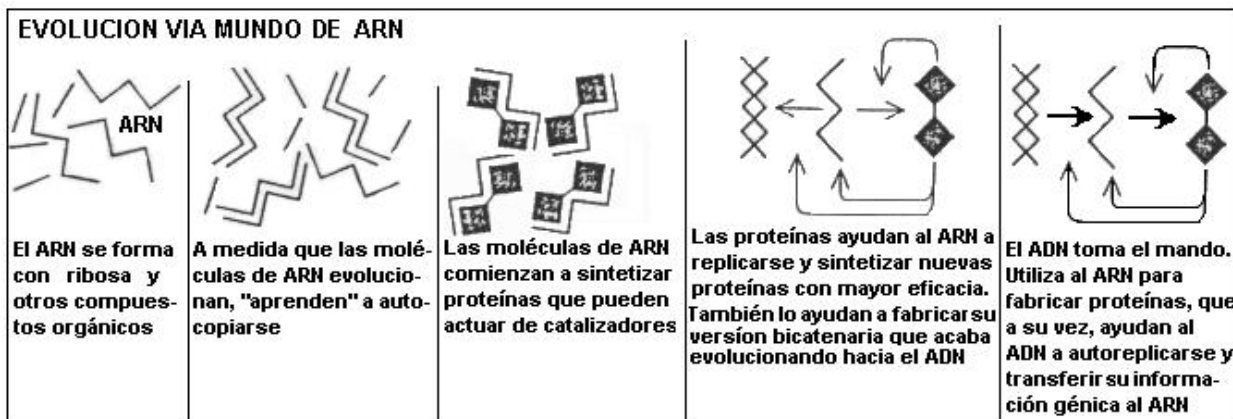 EVOLUCION VIA MUNDO DE ARN
ARN
El ARN se forma
con ribosa y
otros compues-
tos orgánicos
A medida que las molé-
culas de ARN evolucio-
nan, "aprenden" a auto-
copiarse
Las moléculas de ARN
comienzan a sintetizar
proteínas que pueden
actuar de catalizadores
Las proteínas ayudan al ARN a
replicarse y sintetizar nuevas
proteínas con mayor eficacia.
También lo ayudan a fabricar su
versíon bicatenaria que acaba
evolucionando hacia el ADN
El ADN toma el mando.
Utiliza al ARN para
fabricar proteínas, que
a su vez, ayudan al
ADN a autoreplicarse y
transferir su informa-
ción génica al ARN